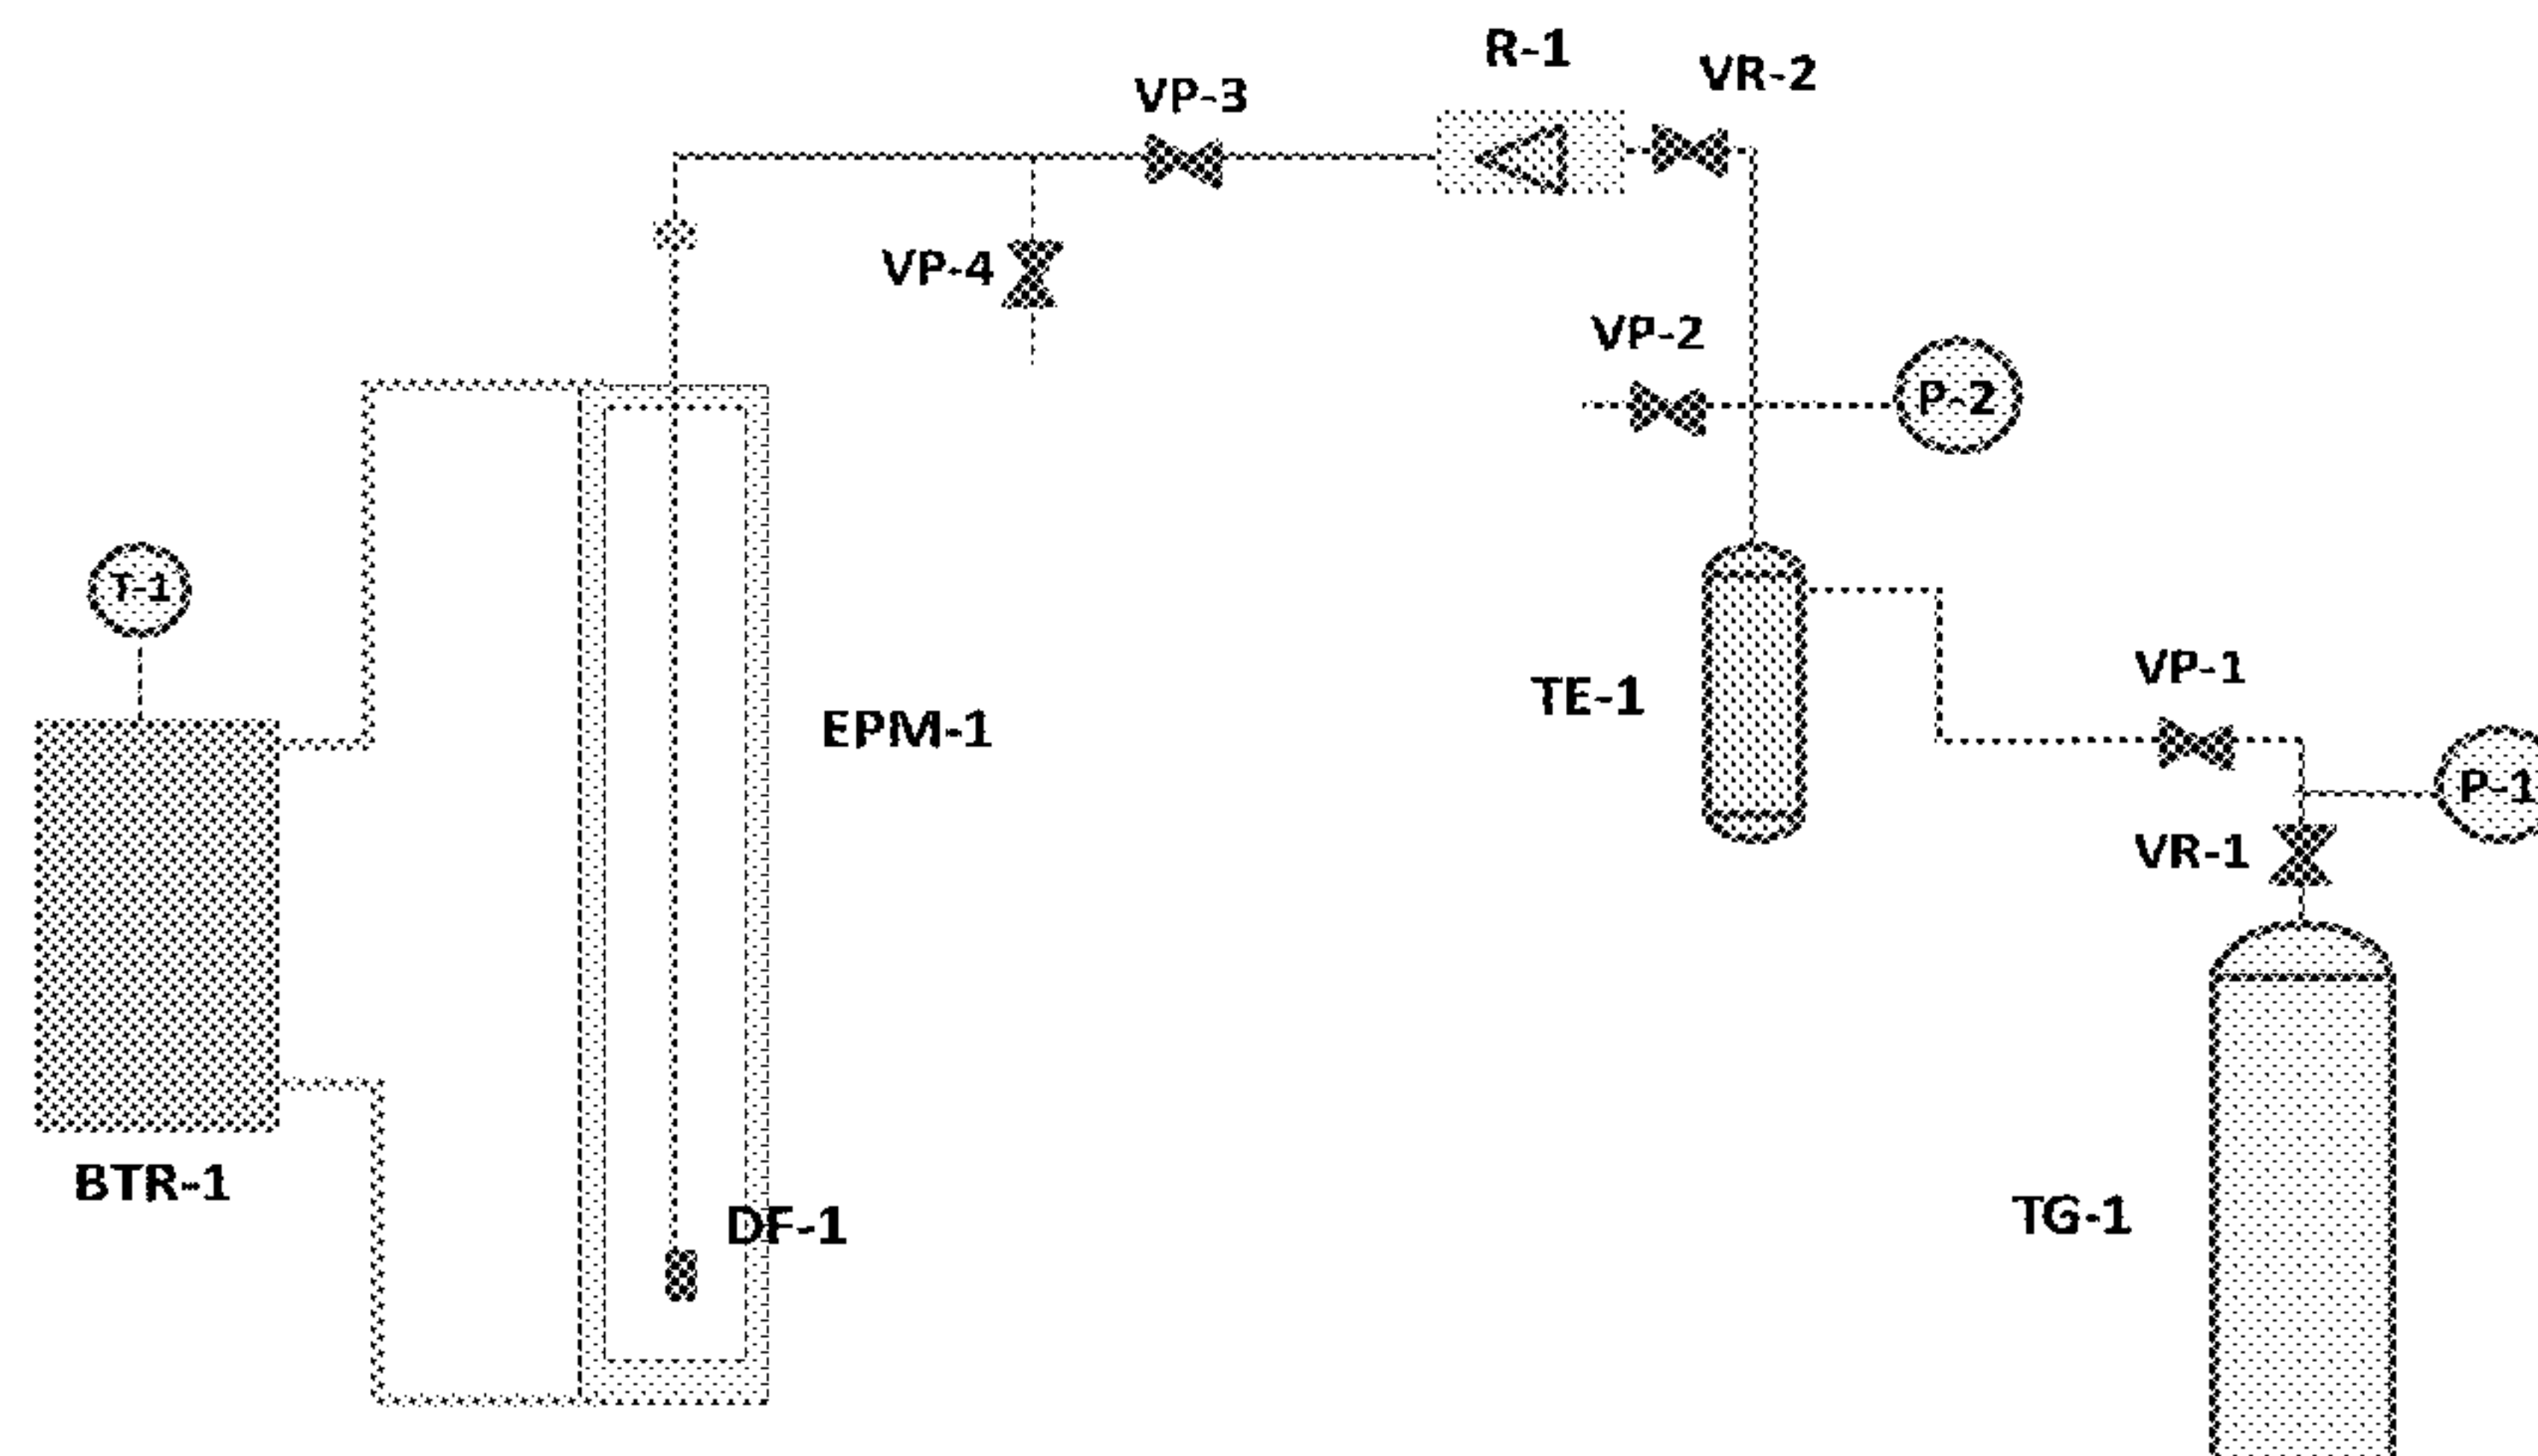 R-1
VR-2
VP-3
VP-4
VP-2
P-2
T-1
EPM-1
TE-1
VP-1
P-1
VR-1
BTR-1
DF-1
TG-1